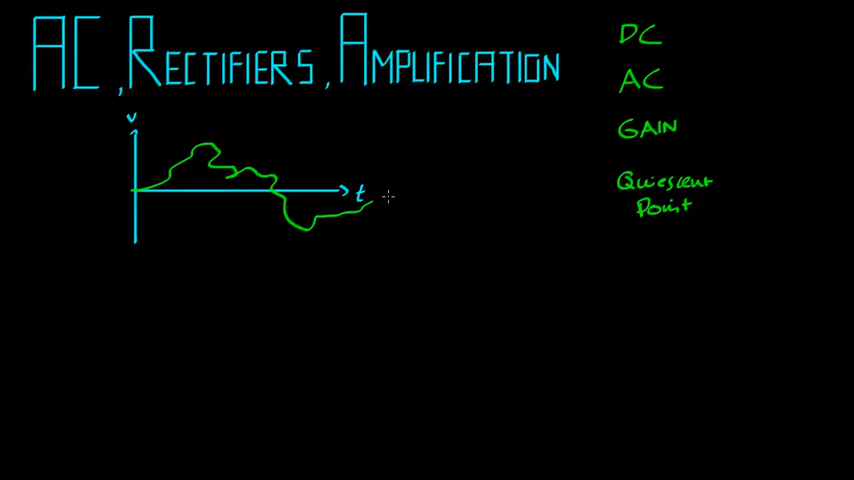 AC, RECTIFIERS, AMPLIFICATION
DC
AC
GAIN
Quiescent
Point
V
t